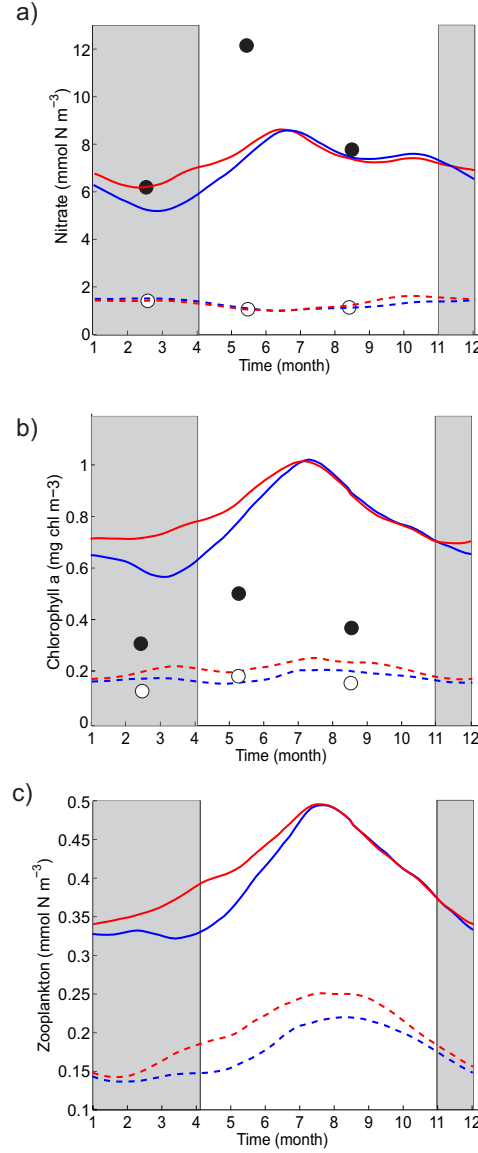 a)
Nitrate (mmol N m−3)
12
10
8
6
4
2
0
1 2 3 4 5 6 7 8 9 10 11 12
Time (month)
b)
Chlorophyll a (mg chl m-3)
1
0.8
0.6
0.4
0.2
0
1 2 3 4 5 6 7 8 9 10 11 12
Time (month)
c)
Zooplankton (mmol N m−3)
0.5
0.45
0.4
0.35
0.3
0.25
0.2
0.15
0.1
1 2 3 4 5 6 7 8 9 10 11 12
Time (month)